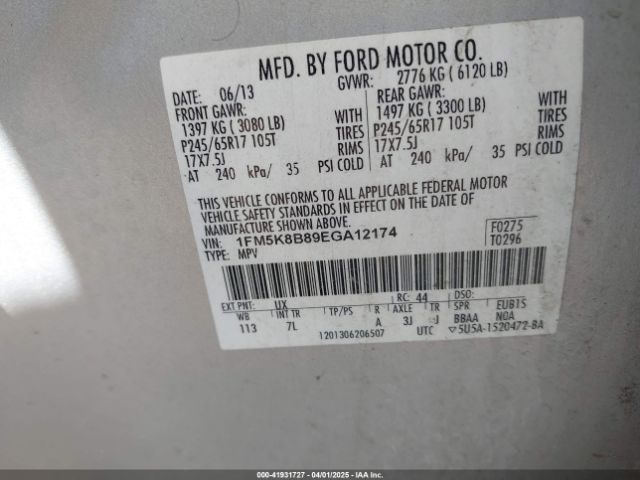 MFD. BY FORD MOTOR CO.
DATE: 06/13 GVWR: 2776 KG ( 6120 LB)
FRONT GAWR: REAR GAWR:
1397 KG ( 3080 LB) WITH 1497 KG ( 3300 LB) WITH
P245/65R17 105T TIRES P245/65R17 105T TIRES
17X7.5J RIMS 17X7.5J RIMS
AT 240 kPa/ 35 PSI COLD AT 240 kPa/ 35 PSI COLD
THIS VEHICLE CONFORMS TO ALL APPLICABLE FEDERAL MOTOR
VEHICLE SAFETY STANDARDS IN EFFECT ON THE DATE OF
MANUFACTURE SHOWN ABOVE.
VIN: 1FM5K8B89EGA12174 F0275
TYPE: MPV T0296
EXT PNT: UX RC: 44 DSO:
WB INT TR TP/PS R AXLE TR SPR EUB15
113 7L A 3J J BBAA NOA
1201306206507 UTC ▽5U5A-1520472-BA
00-41931727 - 04/01/2025 - IAAI.COM